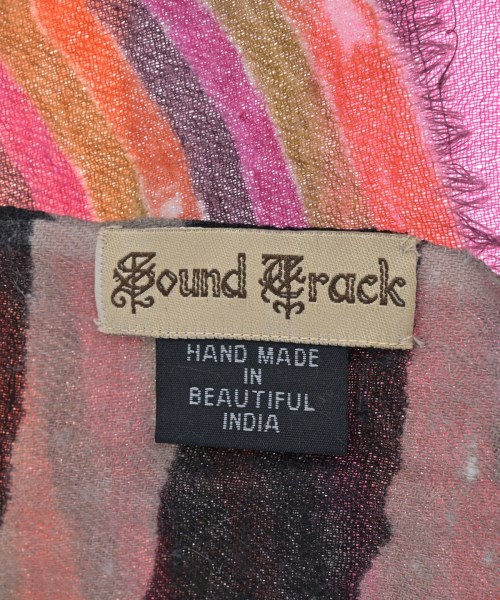 Sound Track
HAND MADE
IN
BEAUTIFUL
INDIA